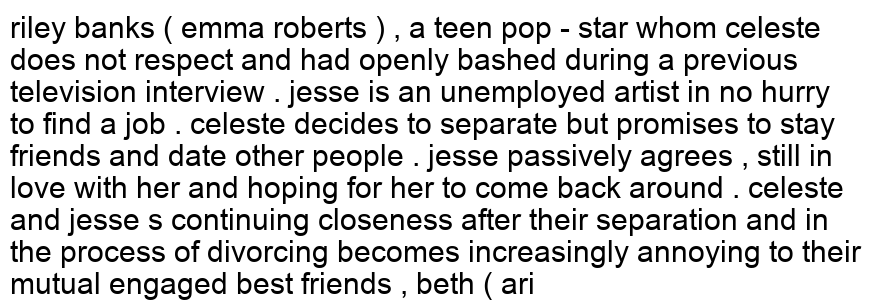 riley banks ( emma roberts ) , a teen pop - star whom celeste
does not respect and had openly bashed during a previous
television interview . jesse is an unemployed artist in no hurry
to find a job . celeste decides to separate but promises to stay
friends and date other people . jesse passively agrees , still in
love with her and hoping for her to come back around . celeste
and jesse s continuing closeness after their separation and in
the process of divorcing becomes increasingly annoying to their
mutual engaged best friends , beth ( ari